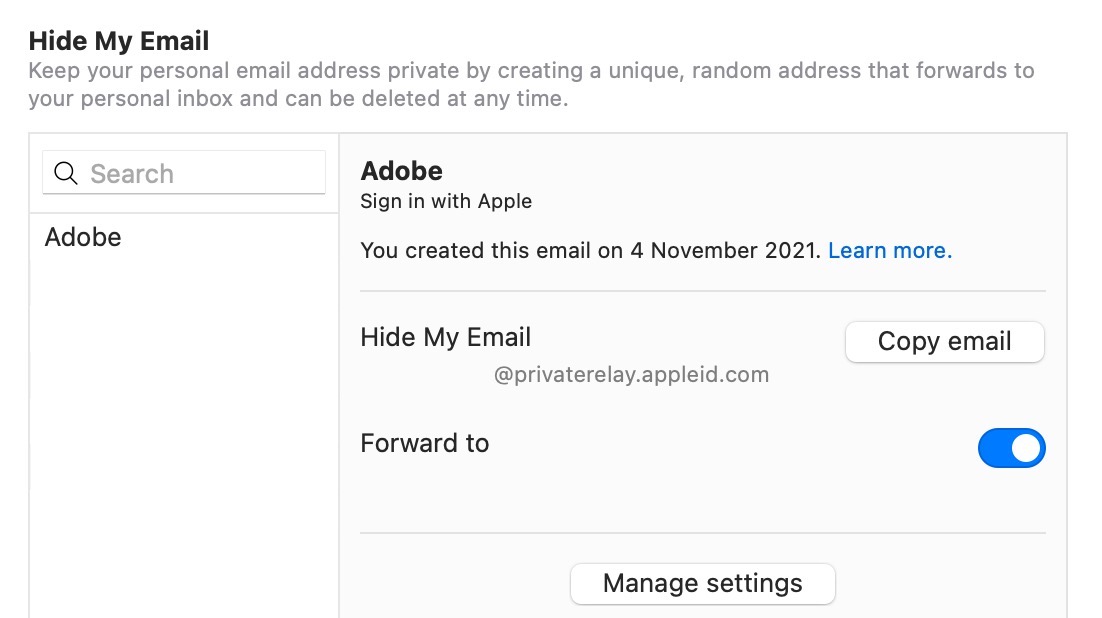 Hide My Email
Keep your personal email address private by creating a unique, random address that forwards to
your personal inbox and can be deleted at any time.
Search
Adobe
Adobe
Sign in with Apple
You created this email on 4 November 2021. Learn more.
Hide My Email
Copy email
@privaterelay.appleid.com
Forward to
Manage settings